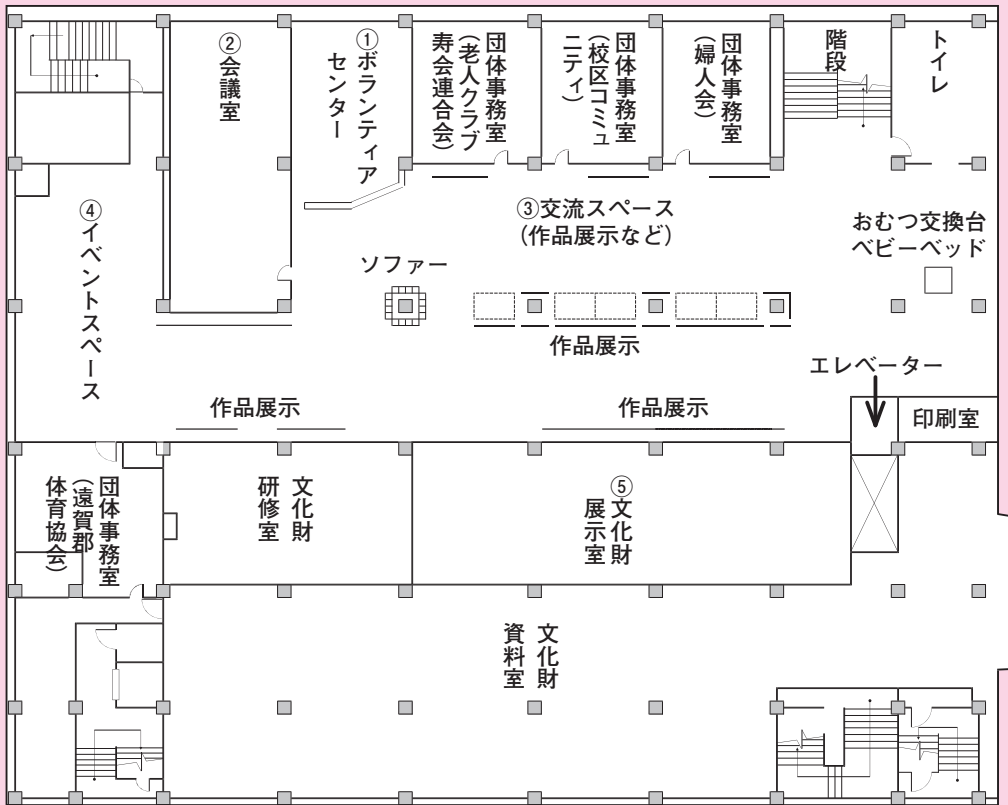 ②会議室
①ボランティア
センター
団体事務室
（老人クラブ
寿会連合会）
団体事務室
（校区コミュ
ニティ）
団体事務室
（婦人会）
階段
トイレ
④イベントスペース
③交流スペース
（作品展示など）
おむつ交換台
ベビーベッド
ソファー
作品展示
エレベーター
作品展示
作品展示
印刷室
団体事務室
（遠賀郡
体育協会）
文化財
研修室
⑤文化財
展示室
文化財
資料室